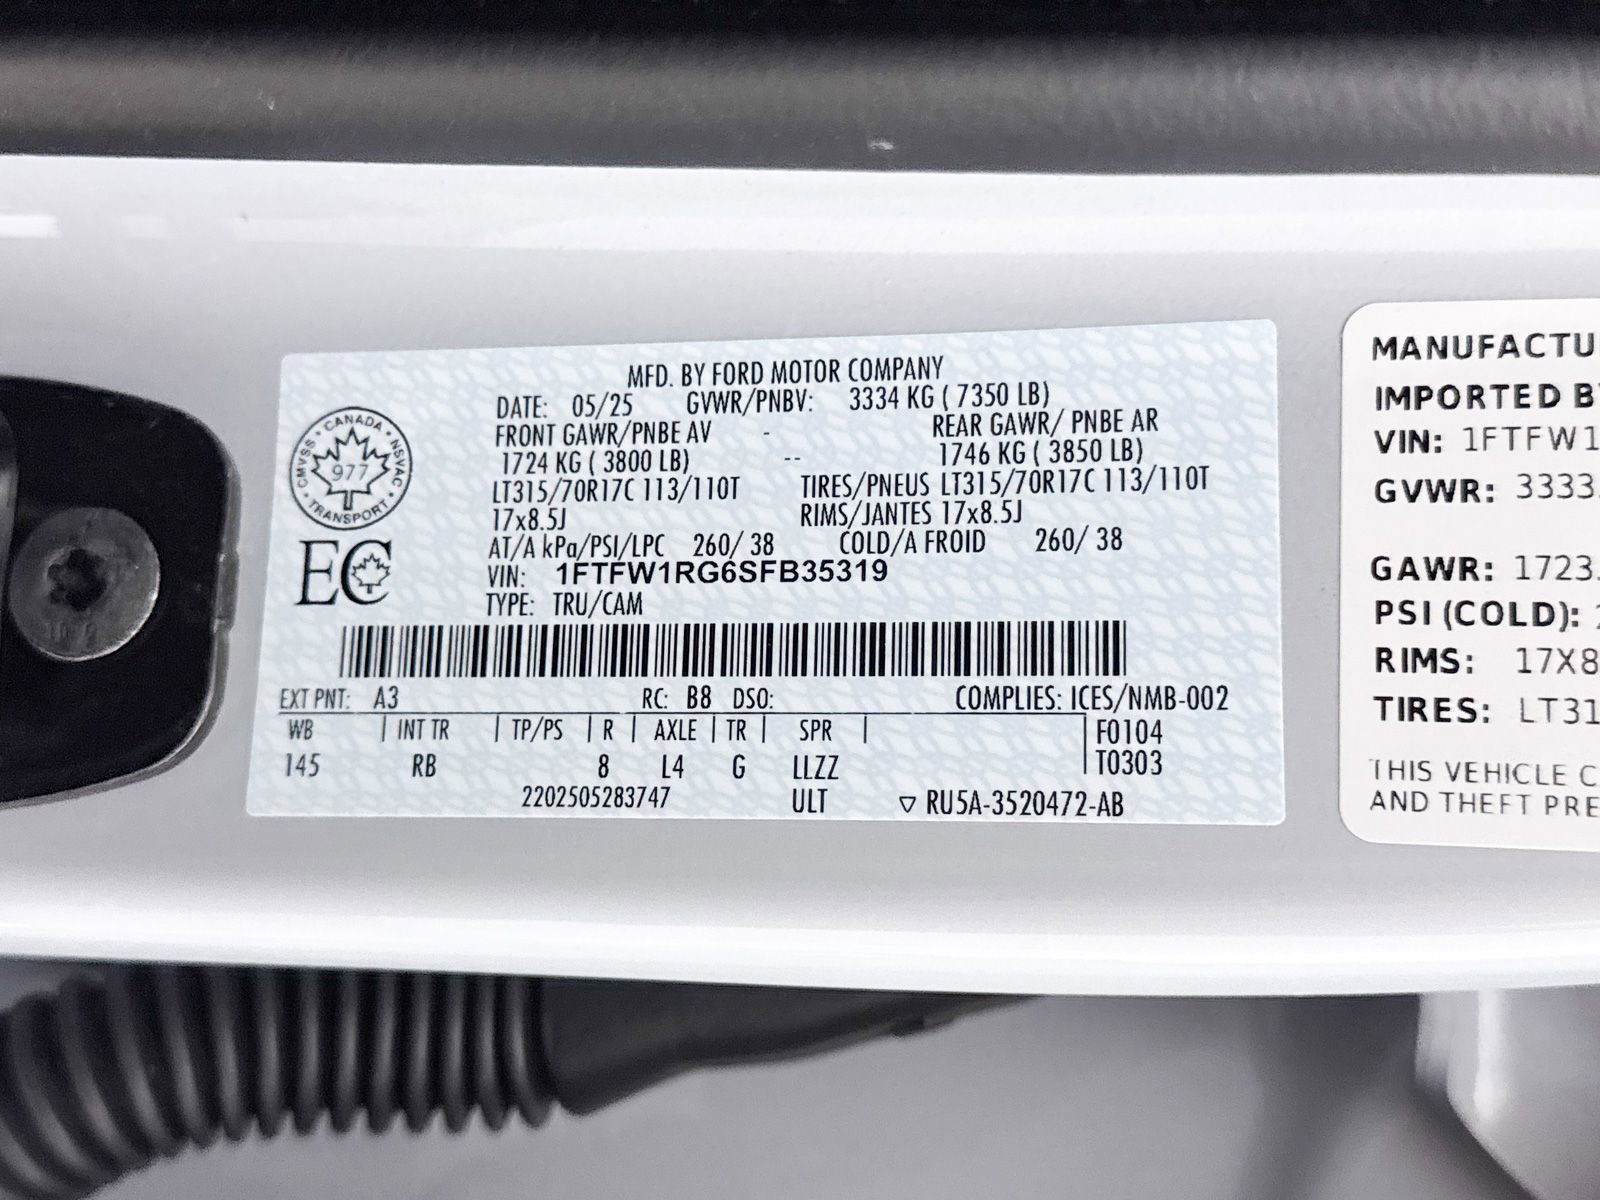 MFD. BY FORD MOTOR COMPANY
DATE: 05/25 GVWR/PNBV: 3334 KG ( 7350 LB)
FRONT GAWR/PNBE AV - REAR GAWR/ PNBE AR
1724 KG ( 3800 LB) -- 1746 KG ( 3850 LB)
LT315/70R17C 113/110T TIRES/PNEUS LT315/70R17C 113/110T
17x8.5J RIMS/JANTES 17x8.5J
AT/A kPa/PSI/LPC 260/ 38 COLD/A FROID 260/ 38
VIN: 1FTFW1RG6SFB35319
TYPE: TRU/CAM
CANADA
CMVSS 977 NSVAC
TRANSPORT
EC
EXT PNT: A3 RC: B8 DSO: COMPLIES: ICES/NMB-002
WB | INT TR | TP/PS | R | AXLE | TR | SPR | F0104
145 RB 8 L4 G LLZZ T0303
2202505283747 ULT ▽ RU5A-3520472-AB
MANUFACTU
IMPORTED B
VIN: 1FTFW1
GVWR: 3333.
GAWR: 1723.
PSI (COLD):
RIMS: 17X8
TIRES: LT31
THIS VEHICLE C
AND THEFT PRE